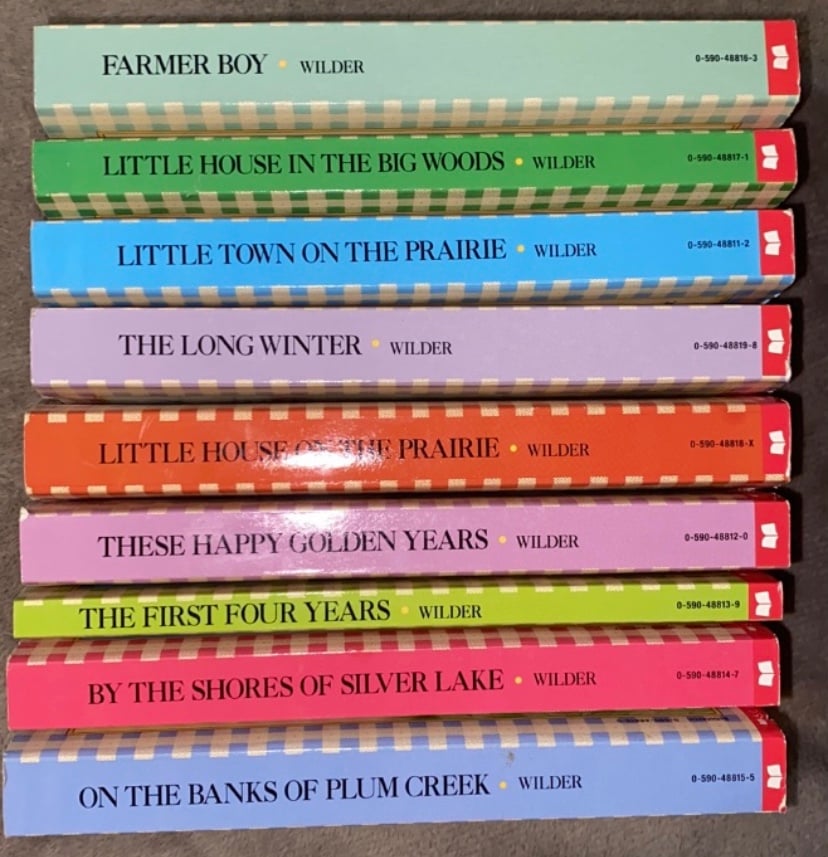 FARMER BOY • WILDER 0-590-48816-3
LITTLE HOUSE IN THE BIG WOODS • WILDER 0-590-48817-1
LITTLE TOWN ON THE PRAIRIE • WILDER 0-590-48811-2
THE LONG WINTER • WILDER 0-590-48819-8
LITTLE HOUSE ON THE PRAIRIE • WILDER 0-590-48818-X
THESE HAPPY GOLDEN YEARS • WILDER 0-590-48812-0
THE FIRST FOUR YEARS • WILDER 0-590-48813-9
BY THE SHORES OF SILVER LAKE • WILDER 0-590-48814-7
ON THE BANKS OF PLUM CREEK • WILDER 0-590-48815-5